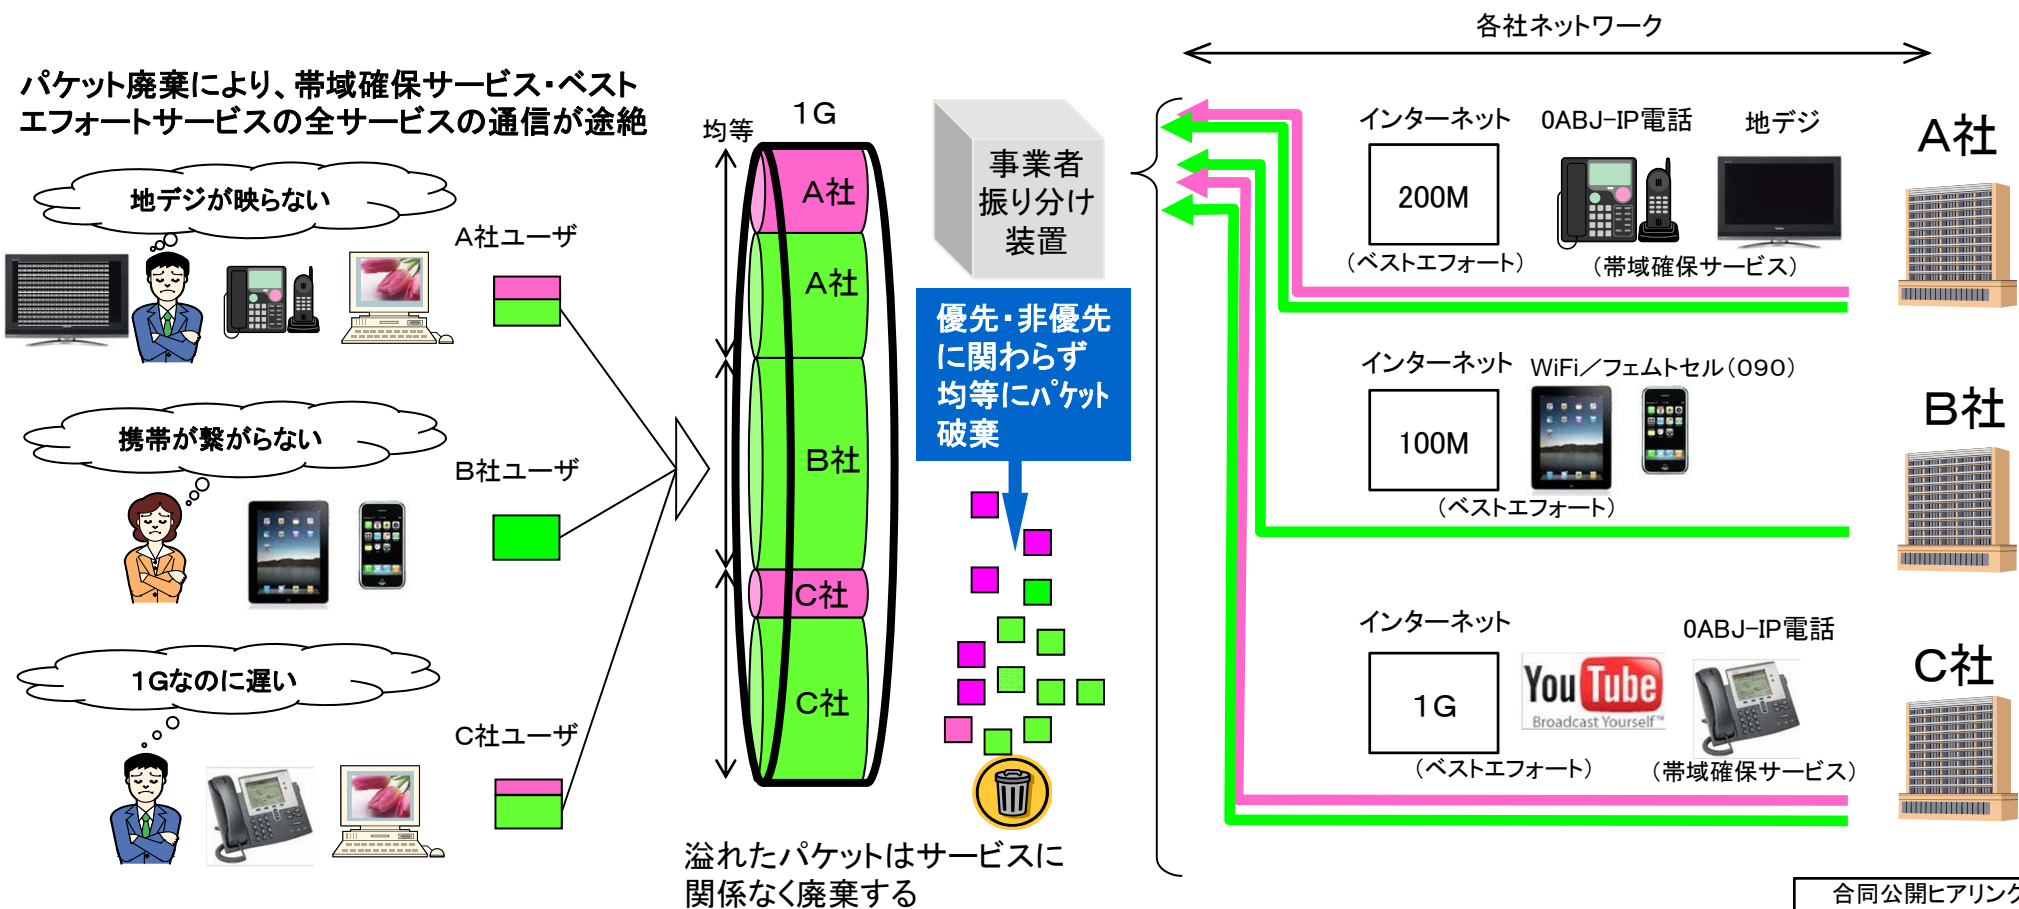 各社ネットワーク
パケット廃棄により、帯域確保サービス・ベスト
エフォートサービスの全サービスの通信が途絶
地デジが映らない
A社ユーザ
携帯が繋がらない
B社ユーザ
1Gなのに遅い
C社ユーザ
均等
1G
A社
A社
B社
C社
C社
事業者
振り分け
装置
優先・非優先
に関わらず
均等にパケット
破棄
溢れたパケットはサービスに
関係なく廃棄する
インターネット
0ABJ-IP電話
地デジ
200M
(ベストエフォート)
(帯域確保サービス)
A社
インターネット
WiFi/フェムトセル(090)
100M
(ベストエフォート)
B社
インターネット
0ABJ-IP電話
1G
YouTube
Broadcast Yourself™
(ベストエフォート)
(帯域確保サービス)
C社
合同公開ヒアリング